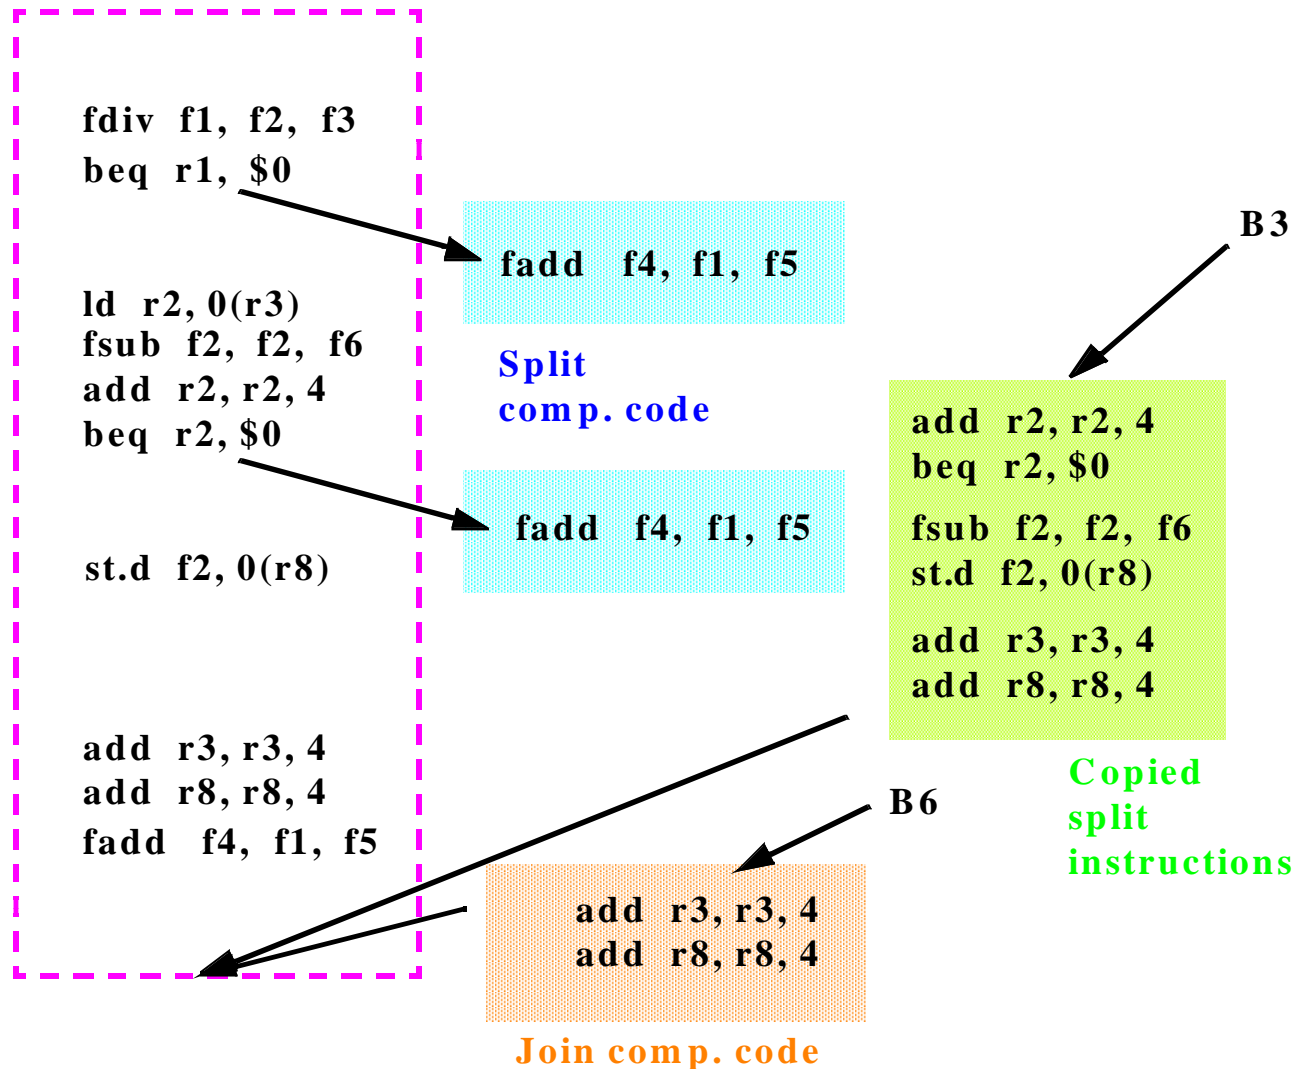 fdiv f1, f2, f3
beq r1, $0
ld r2, 0(r3)
fsub f2, f2, f6
add r2, r2, 4
beq r2, $0
st.d f2, 0(r8)
add r3, r3, 4
add r8, r8, 4
fadd f4, f1, f5
fadd f4, f1, f5
Split
comp. code
fadd f4, f1, f5
B3
add r2, r2, 4
beq r2, $0
fsub f2, f2, f6
st.d f2, 0(r8)
add r3, r3, 4
add r8, r8, 4
Copied
split
instructions
B6
add r3, r3, 4
add r8, r8, 4
Join comp. code